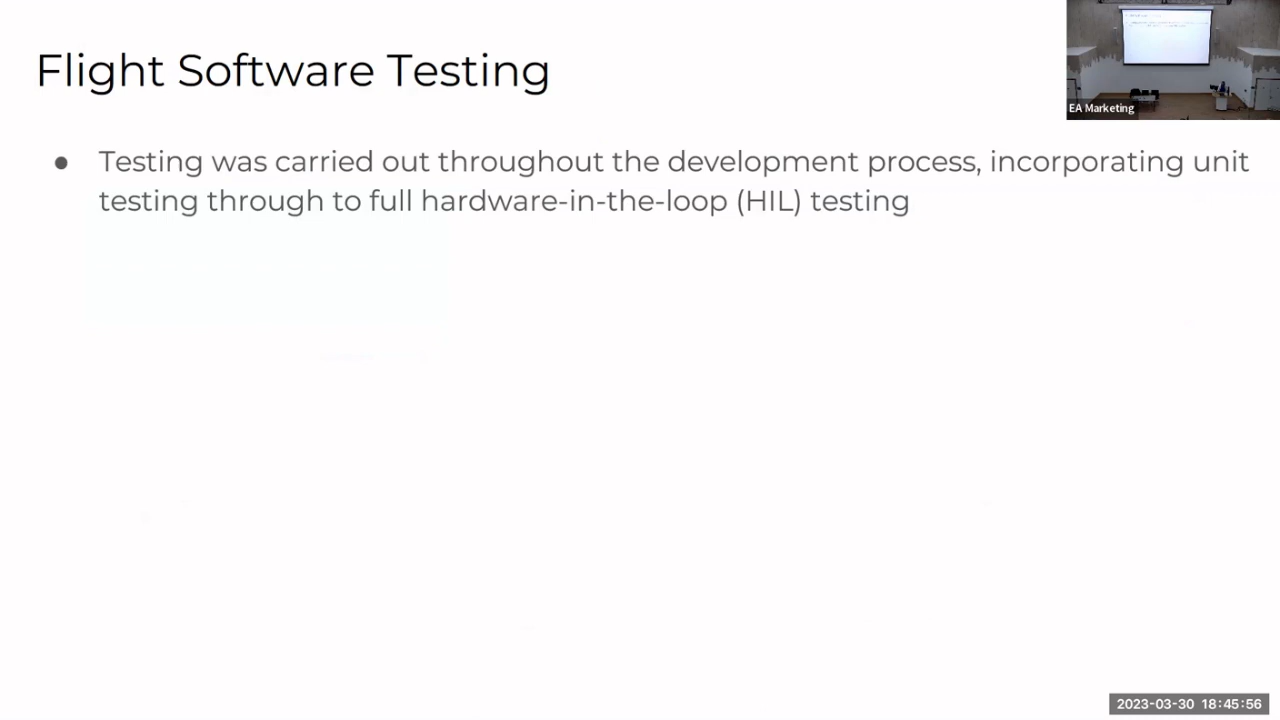 Flight Software Testing
EA Marketing
● Testing was carried out throughout the development process, incorporating unit
testing through to full hardware-in-the-loop (HIL) testing
2023-03-30 18:45:56